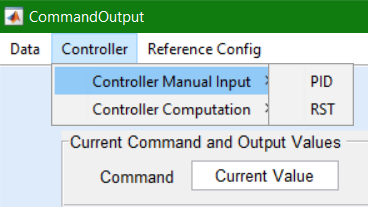 CommandOutput
Data Controller Reference Config
Controller Manual Input PID
Controller Computation RST
Current Command and Output Values
Command Current Value